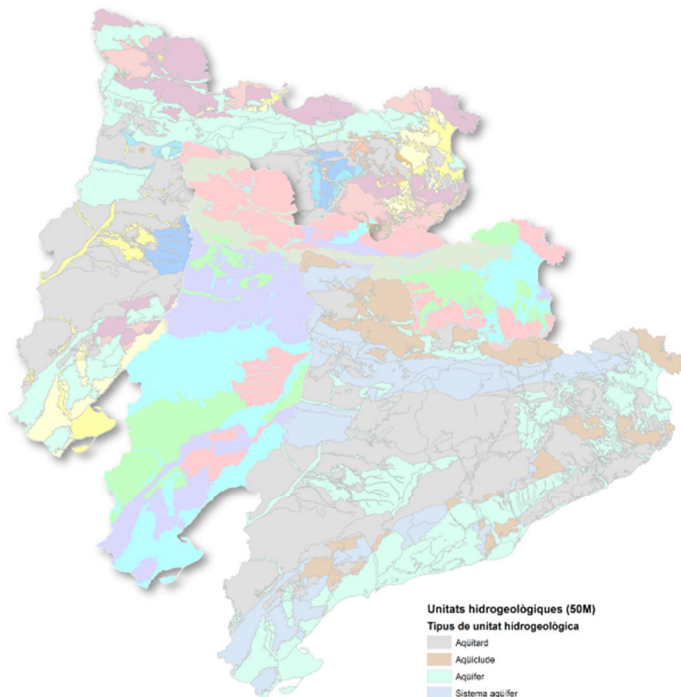 Unitats hidrogeològiques (50M)
Tipus de unitat hidrogeològica
Aqüitard
Aqüiclude
Aqüífer
Sistema aqüífer